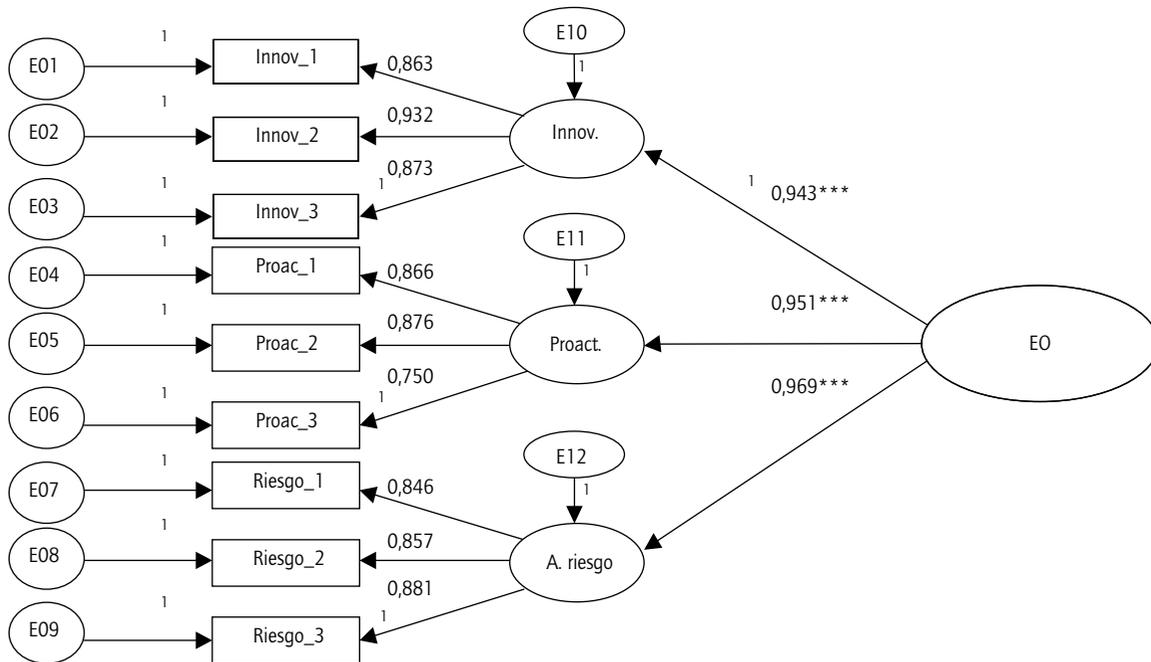 E10
1
E01
1
Innov_1
0,863
1
E02
1
Innov_2
0,932
Innov.
E03
1
Innov_3
0,873
1
1
0,943***
E11
1
E04
1
Proac_1
0,866
E05
1
Proac_2
0,876
Proact.
0,951***
EO
E06
1
Proac_3
0,750
1
0,969***
E12
1
E07
1
Riesgo_1
0,846
E08
1
Riesgo_2
0,857
A. riesgo
E09
1
Riesgo_3
0,881
1